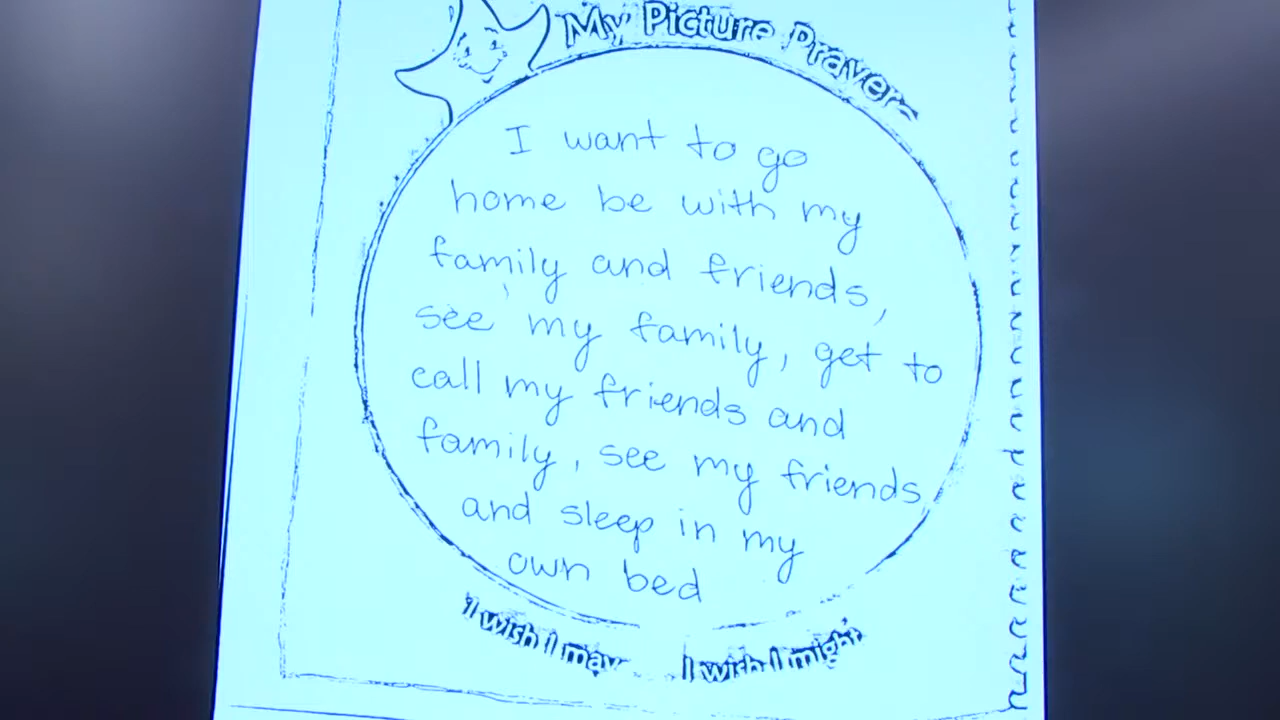 My Picture Prayers
I want to go
home be with my
family and friends,
see my family, get to
call my friends and
family, see my friends
and sleep in my
own bed
I wish I may
I wish I might